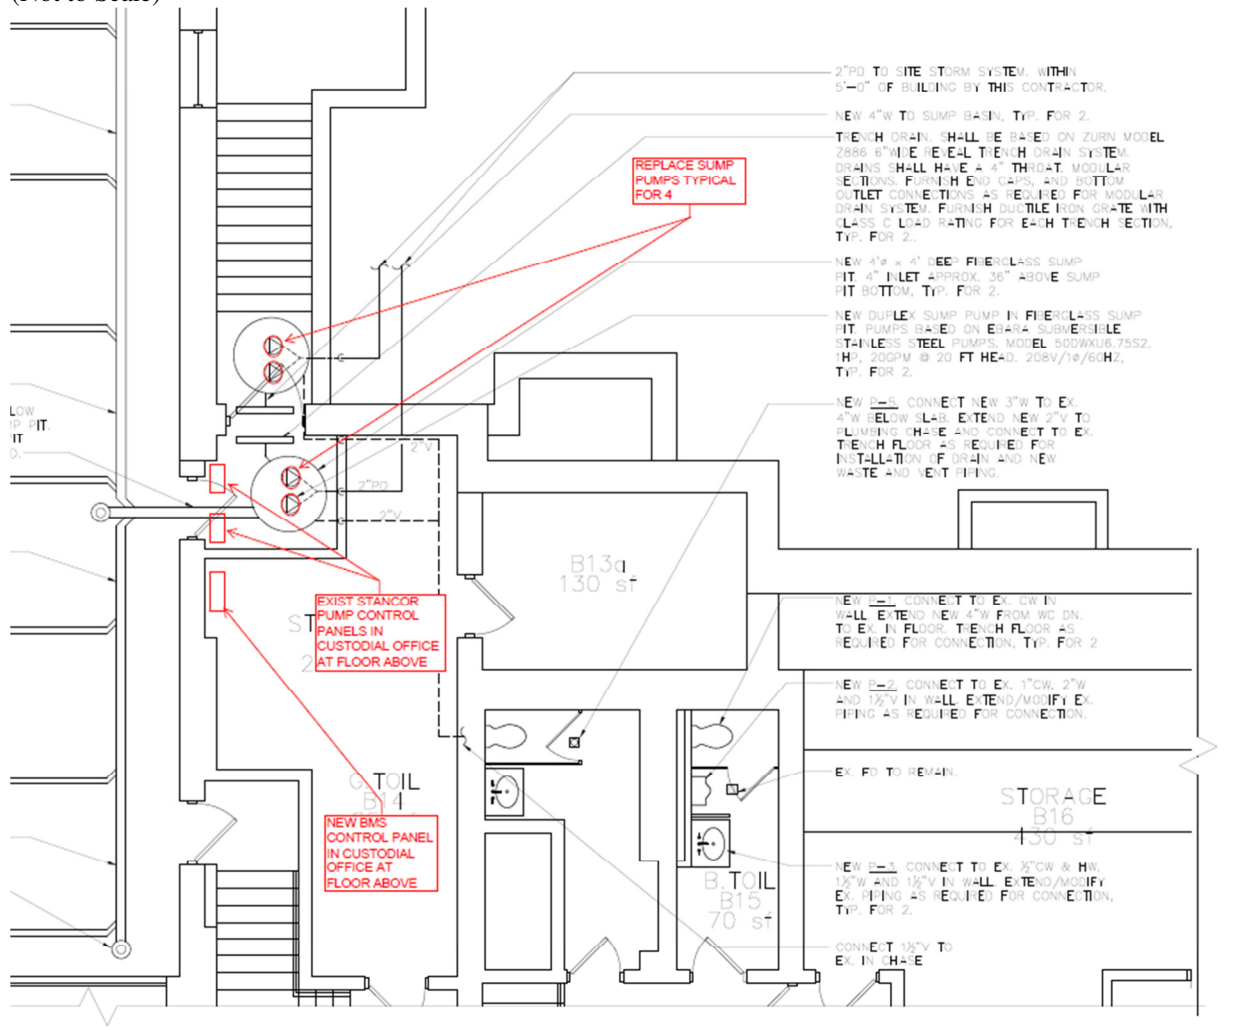 (Not to Scale)
2"PD TO SITE STORM SYSTEM. WITHIN
5'-0" OF BUILDING BY THIS CONTRACTOR.
NEW 4"W TO SUMP BASIN, TYP. FOR 2.
TRENCH DRAIN. SHALL BE BASED ON ZURN MODEL
Z886 6"WIDE REVEAL TRENCH DRAIN SYSTEM.
DRAINS SHALL HAVE A 4" THROAT. MODULAR
SECTIONS. FURNISH END CAPS, AND BOTTOM
OUTLET CONNECTIONS AS REQUIRED FOR MODULAR
DRAIN SYSTEM. FURNISH DUCTILE IRON GRATE WITH
CLASS C LOAD RATING FOR EACH TRENCH SECTION,
TYP. FOR 2..
REPLACE SUMP
PUMPS TYPICAL
FOR 4
NEW 4'ø x 4' DEEP FIBERGLASS SUMP
PIT. 4" INLET APPROX. 36" ABOVE SUMP
PIT BOTTOM, TYP. FOR 2.
NEW DUPLEX SUMP PUMP IN FIBERGLASS SUMP
PIT. PUMPS BASED ON EBARA SUBMERSIBLE
STAINLESS STEEL PUMPS. MODEL 50DWXU6.75S2.
1HP, 20GPM @ 20 FT HEAD. 208V/1ø/60HZ,
TYP. FOR 2.
NEW P-5. CONNECT NEW 3"W TO EX.
4"W BELOW SLAB. EXTEND NEW 2"V TO
PLUMBING CHASE AND CONNECT TO EX.
TRENCH FLOOR AS REQUIRED FOR
INSTALLATION OF DRAIN AND NEW
WASTE AND VENT PIPING.
LOW
P PIT.
IT
D.
2"V
2"PD
2"V
B13a
130 sf
EXIST STANCOR
PUMP CONTROL
PANELS IN
CUSTODIAL OFFICE
AT FLOOR ABOVE
ST
2
NEW P-1. CONNECT TO EX. CW IN
WALL. EXTEND NEW 4"W FROM WC DN.
TO EX. IN FLOOR. TRENCH FLOOR AS
REQUIRED FOR CONNECTION, TYP. FOR 2
NEW P-2. CONNECT TO EX. 1"CW, 2"W
AND 1½"V IN WALL. EXTEND/MODIFY EX.
PIPING AS REQUIRED FOR CONNECTION.
EX. FD TO REMAIN.
G.TOIL
B14
NEW BMS
CONTROL PANEL
IN CUSTODIAL
OFFICE AT
FLOOR ABOVE
STORAGE
B16
430 sf
B.TOIL
B15
70 sf
NEW P-3. CONNECT TO EX. ½"CW & HW,
1½"W AND 1½"V IN WALL. EXTEND/MODIFY
EX. PIPING AS REQUIRED FOR CONNECTION,
TYP. FOR 2.
CONNECT 1½"V TO
EX. IN CHASE